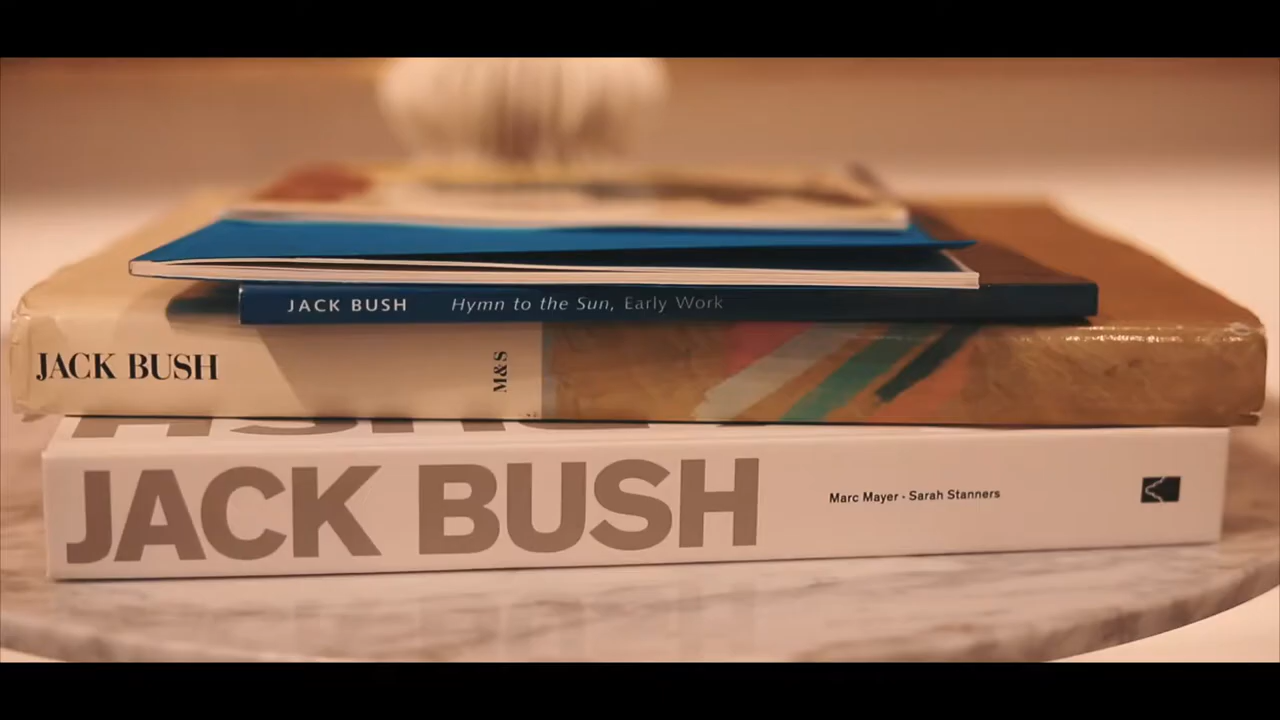 JACK BUSH Hymn to the Sun, Early Work
JACK BUSH M&S
JACK BUSH Marc Mayer · Sarah Stanners